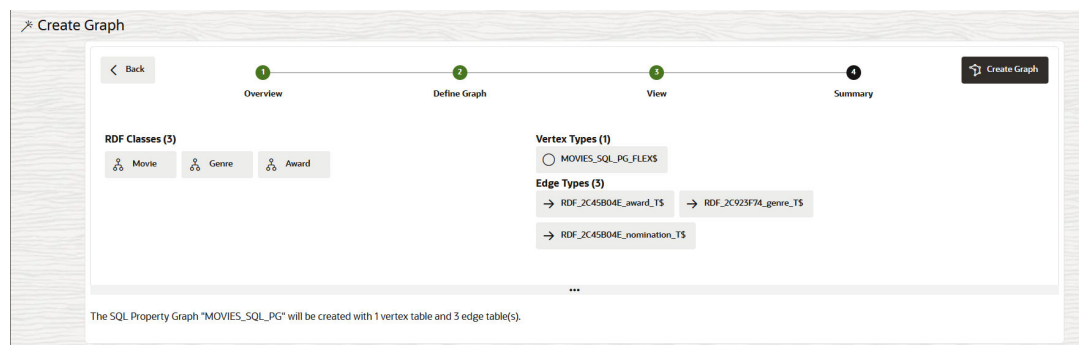 Create Graph
Back
1
2
3
4
Create Graph
Overview
Define Graph
View
Summary
RDF Classes (3)
Movie
Genre
Award
Vertex Types (1)
MOVIES_SQL_PG_FLEX$
Edge Types (3)
RDF_2C45B04E_award_T$
RDF_2C923F74_genre_T$
RDF_2C45B04E_nomination_T$
The SQL Property Graph "MOVIES_SQL_PG" will be created with 1 vertex table and 3 edge table(s).